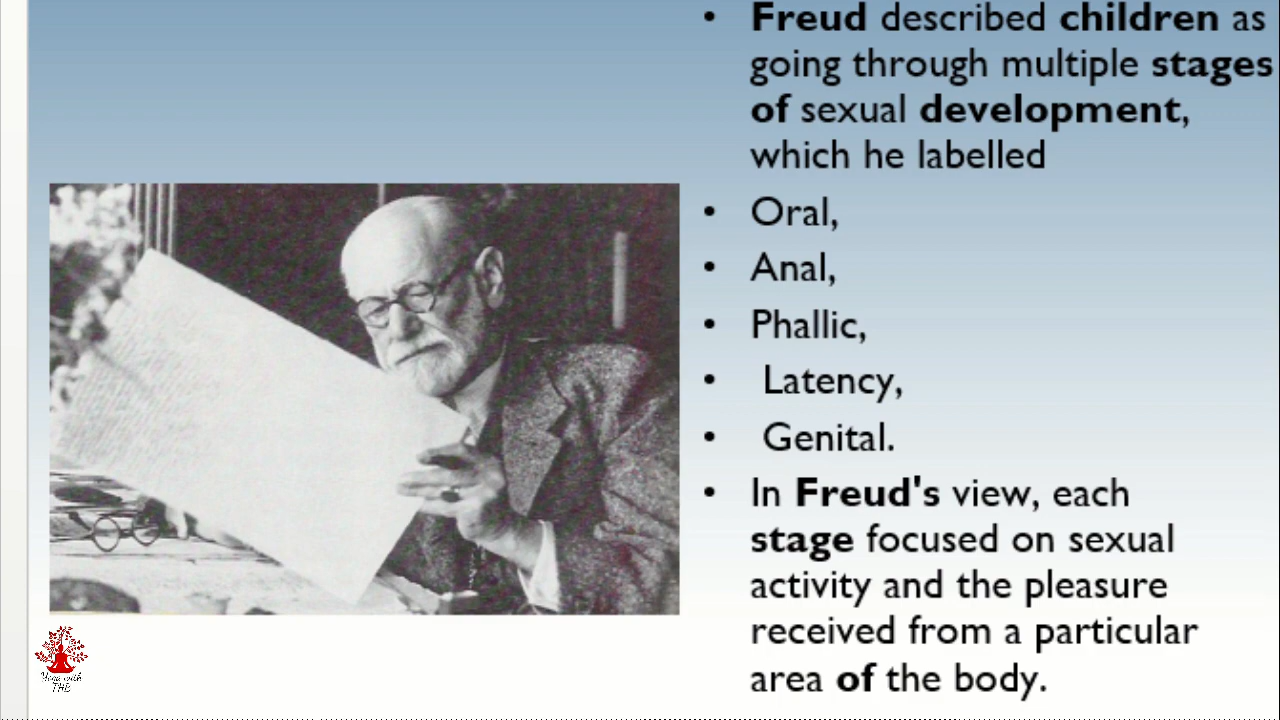 • Freud described children as
going through multiple stages
of sexual development,
which he labelled
• Oral,
• Anal,
• Phallic,
• Latency,
• Genital.
• In Freud's view, each
stage focused on sexual
activity and the pleasure
received from a particular
area of the body.